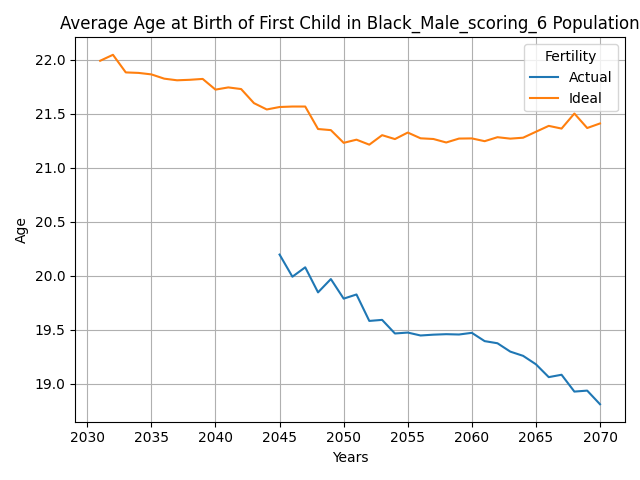 Average Age at Birth of First Child in Black_Male_scoring_6 Population
Fertility
Actual
Ideal
Age
22.0
21.5
21.0
20.5
20.0
19.5
19.0
2030 2035 2040 2045 2050 2055 2060 2065 2070
Years